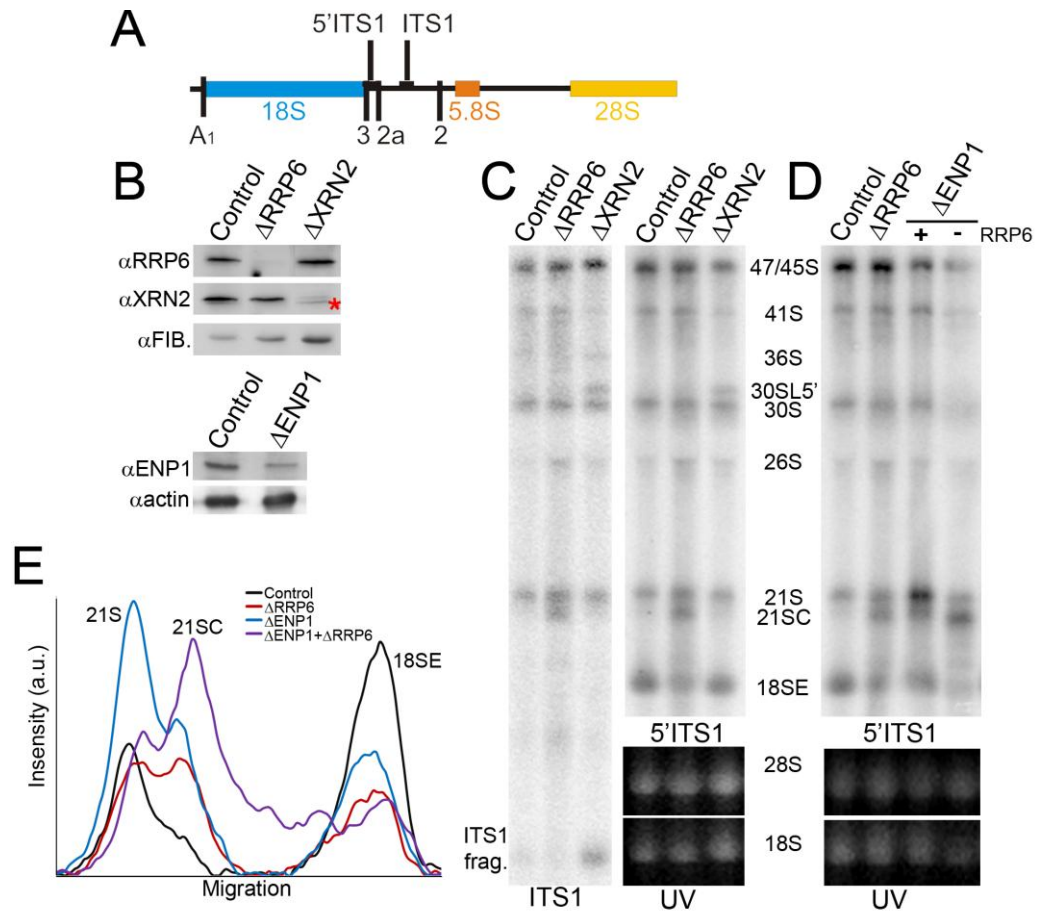 A
5'ITS1 ITS1
18S 5.8S 28S
A1 3 2a 2
B
Control ΔRRP6 ΔXRN2
αRRP6
αXRN2 *
αFIB.
Control ΔENP1
αENP1
αactin
C
Control ΔRRP6 ΔXRN2
Control ΔRRP6 ΔXRN2
ITS1
frag.
ITS1
5'ITS1
UV
D
Control ΔRRP6 ΔENP1
+ - RRP6
47/45S
41S
36S
30SL5'
30S
26S
21S
21SC
18SE
5'ITS1
28S
18S
UV
E
Insensity (a.u.)
21S
21SC
18SE
Control
ΔRRP6
ΔENP1
ΔENP1+ΔRRP6
Migration